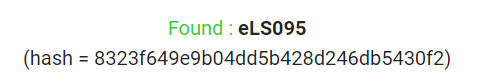 Found : eLS095
(hash = 8323f649e9b04dd5b428d246db5430f2)